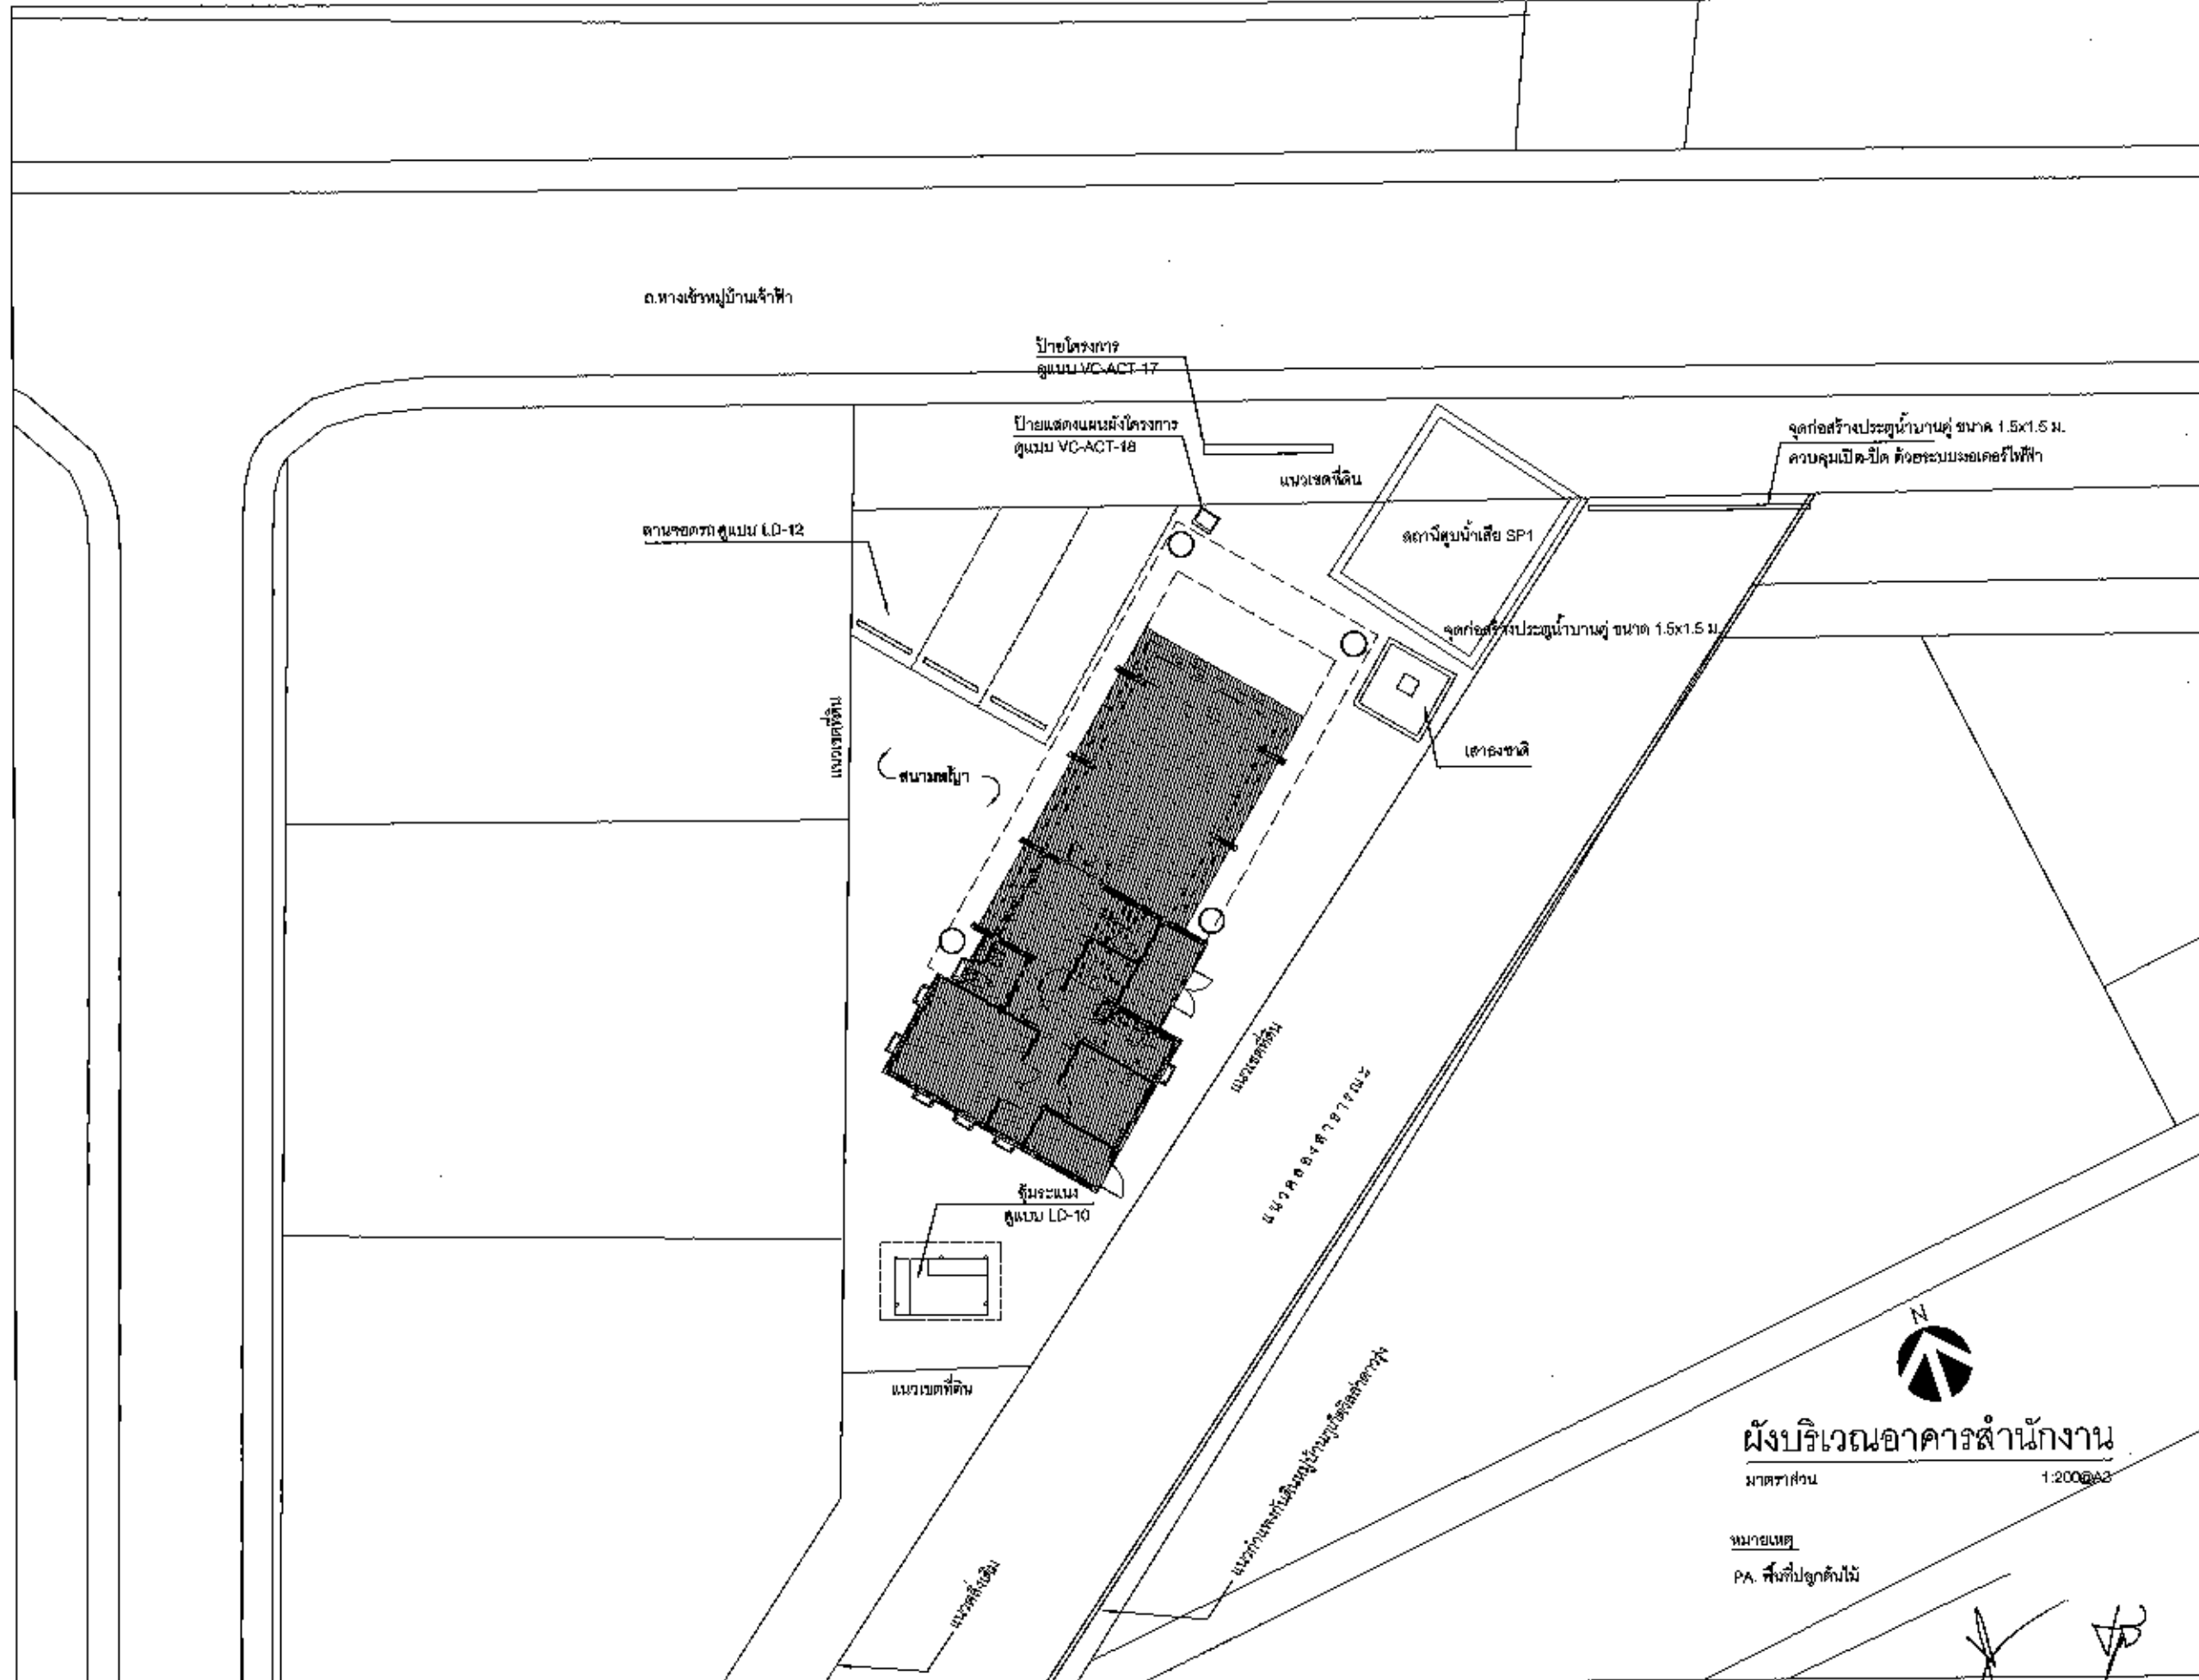 ถ.ทางเข้าหมู่บ้านเจ้าฟ้า
ป้ายโครงการ
ดูแบบ VC-ACT-17
ป้ายแสดงแผนผังโครงการ
ดูแบบ VC-ACT-18
แนวเขตที่ดิน
จุดก่อสร้างประตูน้ำบานคู่ ขนาด 1.5x1.5 ม.
ควบคุมเปิด-ปิด ด้วยระบบมอเตอร์ไฟฟ้า
ลานจอดรถ ดูแบบ LD-12
สถานีสูบน้ำเสีย SP1
จุดก่อสร้างประตูน้ำบานคู่ ขนาด 1.5x1.5 ม.
แนวเขตที่ดิน
สนามหญ้า
เสาธงชาติ
แนวเขตที่ดิน
แนวคลองสาธารณะ
ซุ้มระแนง
ดูแบบ LD-10
แนวเขตที่ดิน
N
ผังบริเวณอาคารสำนักงาน
มาตราส่วน 1:200@A3
แนวตลิ่งเดิม
หมายเหตุ
PA. พื้นที่ปลูกต้นไม้